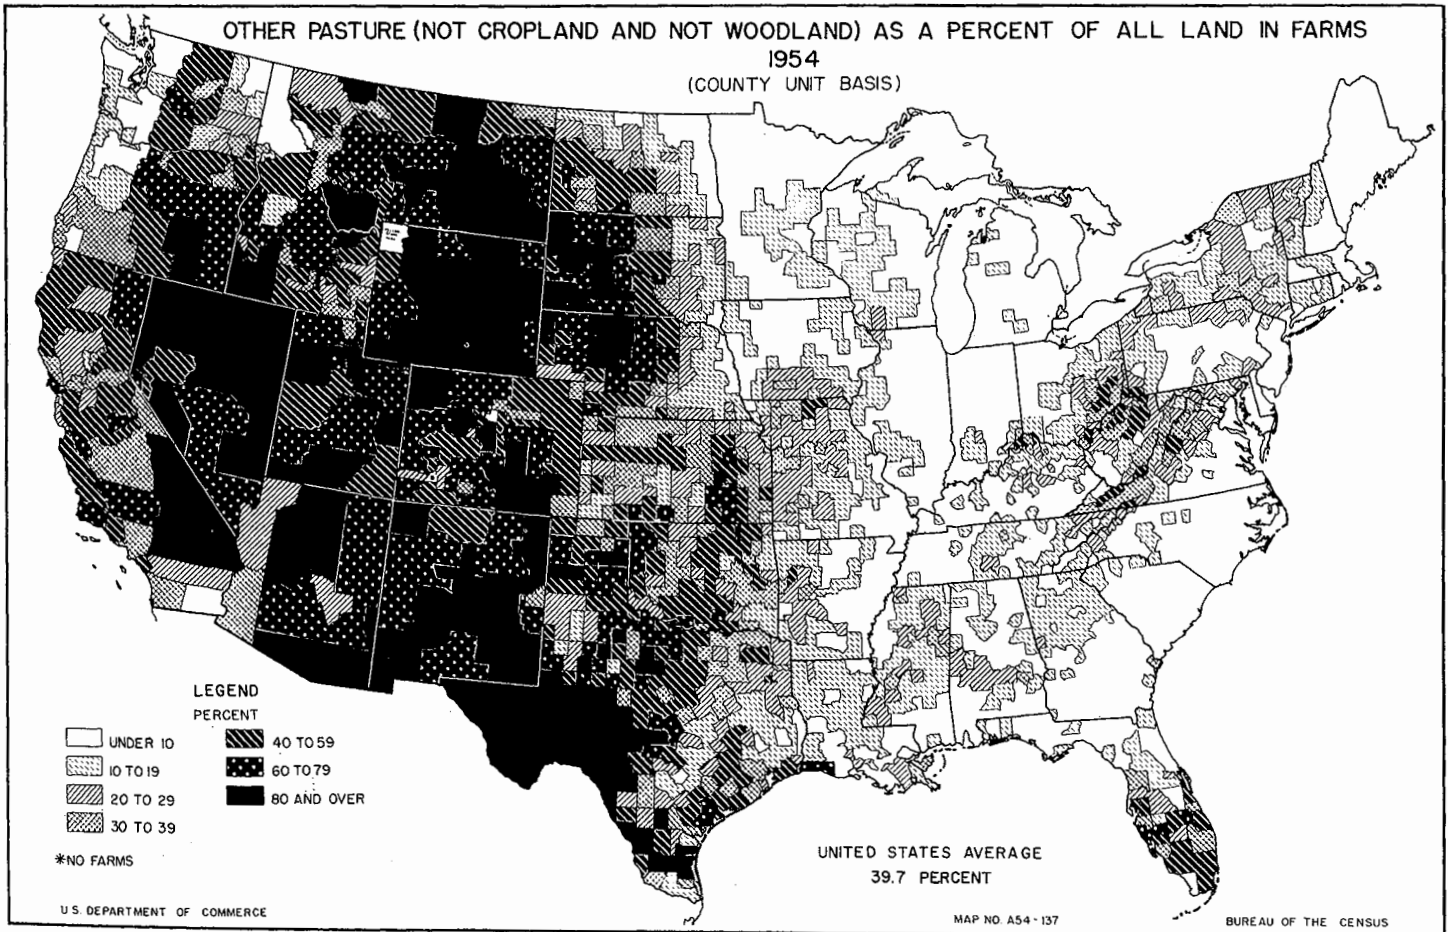 OTHER PASTURE (NOT CROPLAND AND NOT WOODLAND) AS A PERCENT OF ALL LAND IN FARMS
1954
(COUNTY UNIT BASIS)
LEGEND
PERCENT
UNDER 10
10 TO 19
20 TO 29
30 TO 39
40 TO 59
60 TO 79
80 AND OVER
*NO FARMS
UNITED STATES AVERAGE
39.7 PERCENT
U.S. DEPARTMENT OF COMMERCE
MAP NO. A54-137
BUREAU OF THE CENSUS